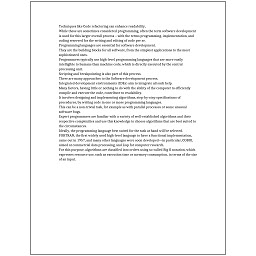 Techniques like Code refactoring can enhance readability.
While these are sometimes considered programming, often the term software development
is used for this larger overall process – with the terms programming, implementation, and
coding reserved for the writing and editing of code per se.
Programming languages are essential for software development.
They are the building blocks for all software, from the simplest applications to the most
sophisticated ones.
Programmers typically use high-level programming languages that are more easily
intelligible to humans than machine code, which is directly executed by the central
processing unit.
Scripting and breakpointing is also part of this process.
There are many approaches to the Software development process.
Integrated development environments (IDEs) aim to integrate all such help.
Many factors, having little or nothing to do with the ability of the computer to efficiently
compile and execute the code, contribute to readability.
It involves designing and implementing algorithms, step-by-step specifications of
procedures, by writing code in one or more programming languages.
This can be a non-trivial task, for example as with parallel processes or some unusual
software bugs.
Expert programmers are familiar with a variety of well-established algorithms and their
respective complexities and use this knowledge to choose algorithms that are best suited to
the circumstances.
Ideally, the programming language best suited for the task at hand will be selected.
FORTRAN, the first widely used high-level language to have a functional implementation,
came out in 1957, and many other languages were soon developed—in particular, COBOL
aimed at commercial data processing, and Lisp for computer research.
For this purpose, algorithms are classified into orders using so-called Big O notation, which
expresses resource use, such as execution time or memory consumption, in terms of the size
of an input.